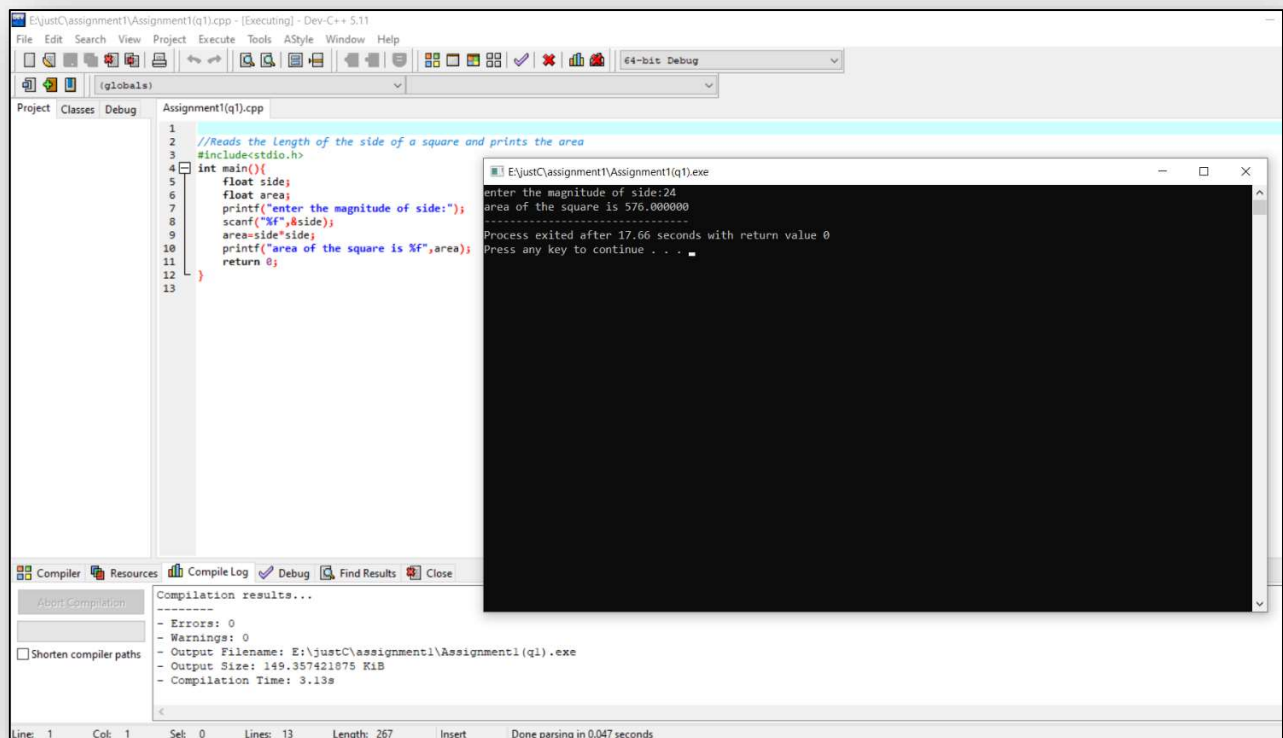 E:\justC\assignment1\Assignment1(q1).cpp - [Executing] - Dev-C++ 5.11
File Edit Search View Project Execute Tools AStyle Window Help
64-bit Debug
(globals)
Project Classes Debug
Assignment1(q1).cpp
1
2 //Reads the length of the side of a square and prints the area
3 #include<stdio.h>
4 int main(){
5 float side;
6 float area;
7 printf("enter the magnitude of side:");
8 scanf("%f",&side);
9 area=side*side;
10 printf("area of the square is %f",area);
11 return 0;
12 }
13
E:\justC\assignment1\Assignment1(q1).exe
enter the magnitude of side:24
area of the square is 576.000000
--------------------------------
Process exited after 17.66 seconds with return value 0
Press any key to continue . . .
Compiler Resources Compile Log Debug Find Results Close
Abort Compilation
Shorten compiler paths
Compilation results...
--------
- Errors: 0
- Warnings: 0
- Output Filename: E:\justC\assignment1\Assignment1(q1).exe
- Output Size: 149.357421875 KiB
- Compilation Time: 3.13s
Line: 1 Col: 1 Sel: 0 Lines: 13 Length: 267 Insert Done parsing in 0.047 seconds